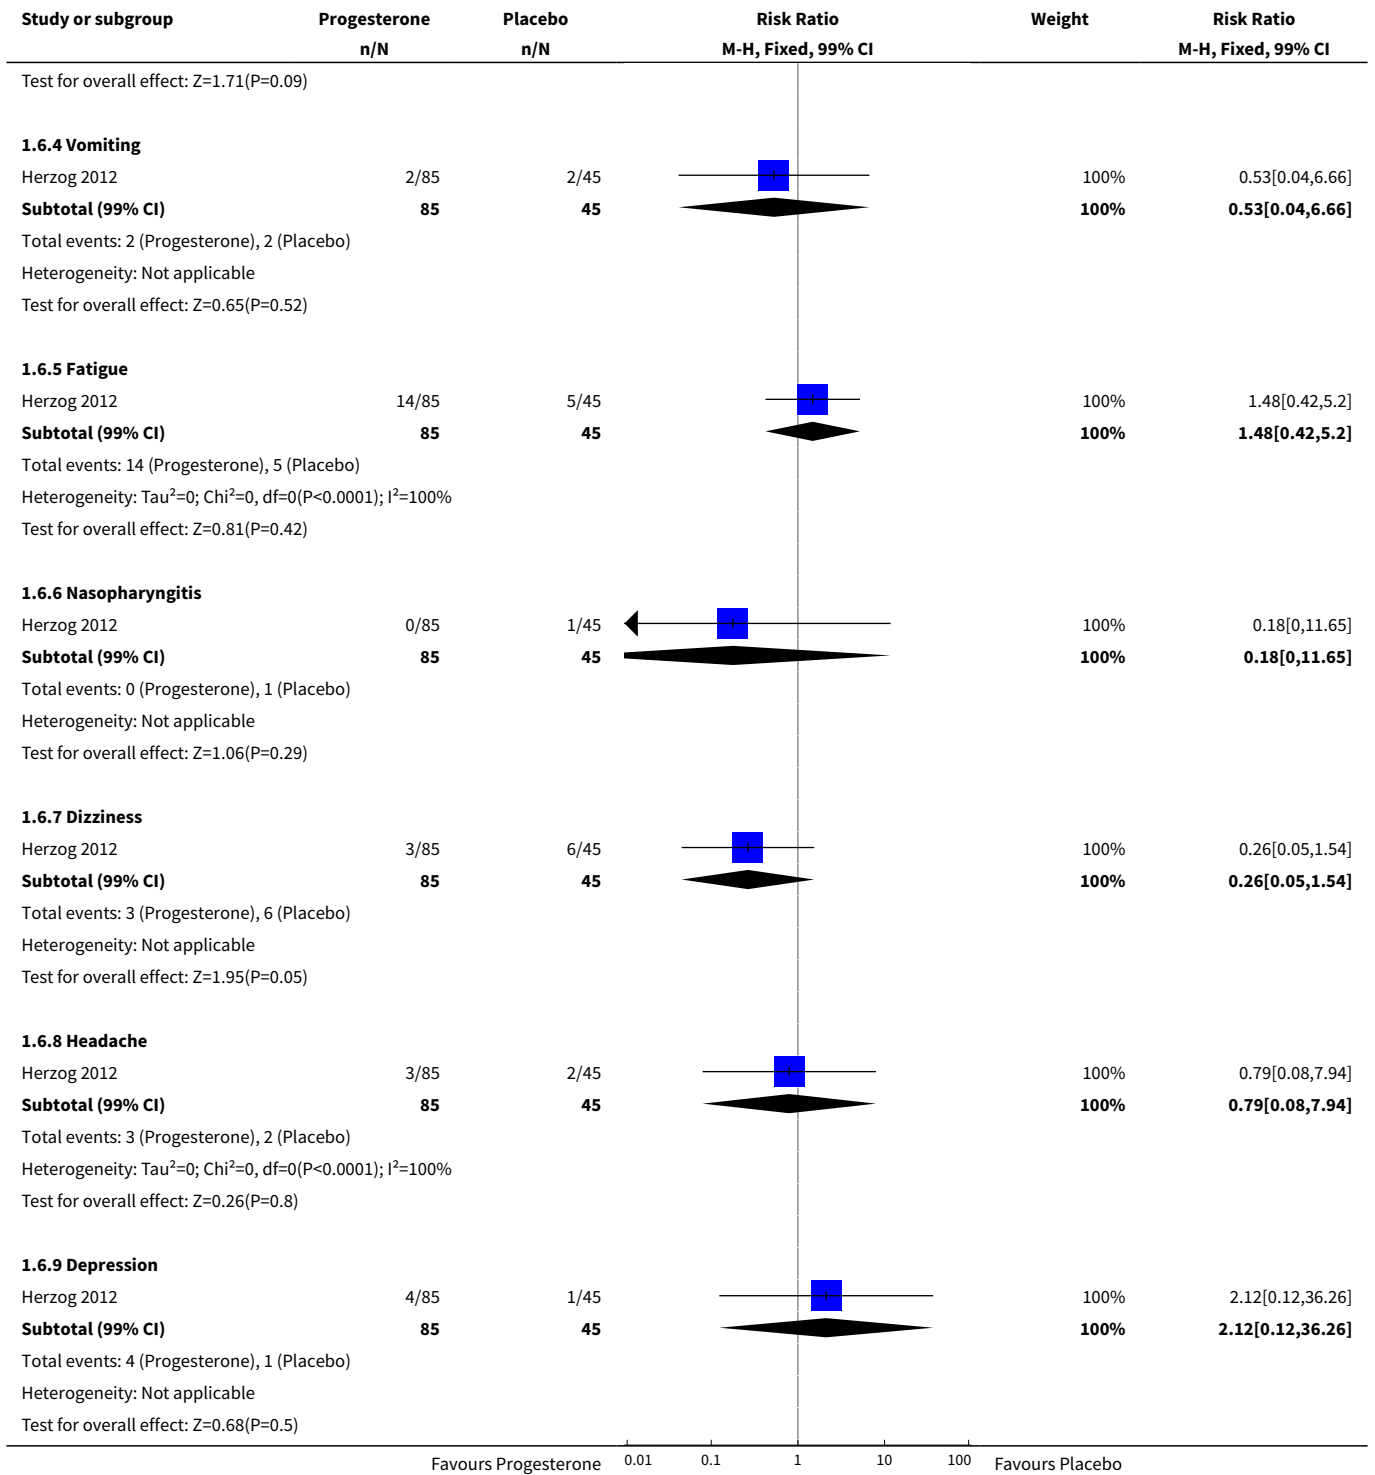 Study or subgroup Progesterone Placebo Risk Ratio Weight Risk Ratio
n/N n/N M-H, Fixed, 99% CI M-H, Fixed, 99% CI
Test for overall effect: Z=1.71(P=0.09)
1.6.4 Vomiting
Herzog 2012 2/85 2/45 100% 0.53[0.04,6.66]
Subtotal (99% CI) 85 45 100% 0.53[0.04,6.66]
Total events: 2 (Progesterone), 2 (Placebo)
Heterogeneity: Not applicable
Test for overall effect: Z=0.65(P=0.52)
1.6.5 Fatigue
Herzog 2012 14/85 5/45 100% 1.48[0.42,5.2]
Subtotal (99% CI) 85 45 100% 1.48[0.42,5.2]
Total events: 14 (Progesterone), 5 (Placebo)
Heterogeneity: Tau²=0; Chi²=0, df=0(P<0.0001); I²=100%
Test for overall effect: Z=0.81(P=0.42)
1.6.6 Nasopharyngitis
Herzog 2012 0/85 1/45 100% 0.18[0,11.65]
Subtotal (99% CI) 85 45 100% 0.18[0,11.65]
Total events: 0 (Progesterone), 1 (Placebo)
Heterogeneity: Not applicable
Test for overall effect: Z=1.06(P=0.29)
1.6.7 Dizziness
Herzog 2012 3/85 6/45 100% 0.26[0.05,1.54]
Subtotal (99% CI) 85 45 100% 0.26[0.05,1.54]
Total events: 3 (Progesterone), 6 (Placebo)
Heterogeneity: Not applicable
Test for overall effect: Z=1.95(P=0.05)
1.6.8 Headache
Herzog 2012 3/85 2/45 100% 0.79[0.08,7.94]
Subtotal (99% CI) 85 45 100% 0.79[0.08,7.94]
Total events: 3 (Progesterone), 2 (Placebo)
Heterogeneity: Tau²=0; Chi²=0, df=0(P<0.0001); I²=100%
Test for overall effect: Z=0.26(P=0.8)
1.6.9 Depression
Herzog 2012 4/85 1/45 100% 2.12[0.12,36.26]
Subtotal (99% CI) 85 45 100% 2.12[0.12,36.26]
Total events: 4 (Progesterone), 1 (Placebo)
Heterogeneity: Not applicable
Test for overall effect: Z=0.68(P=0.5)
Favours Progesterone 0.01 0.1 1 10 100 Favours Placebo